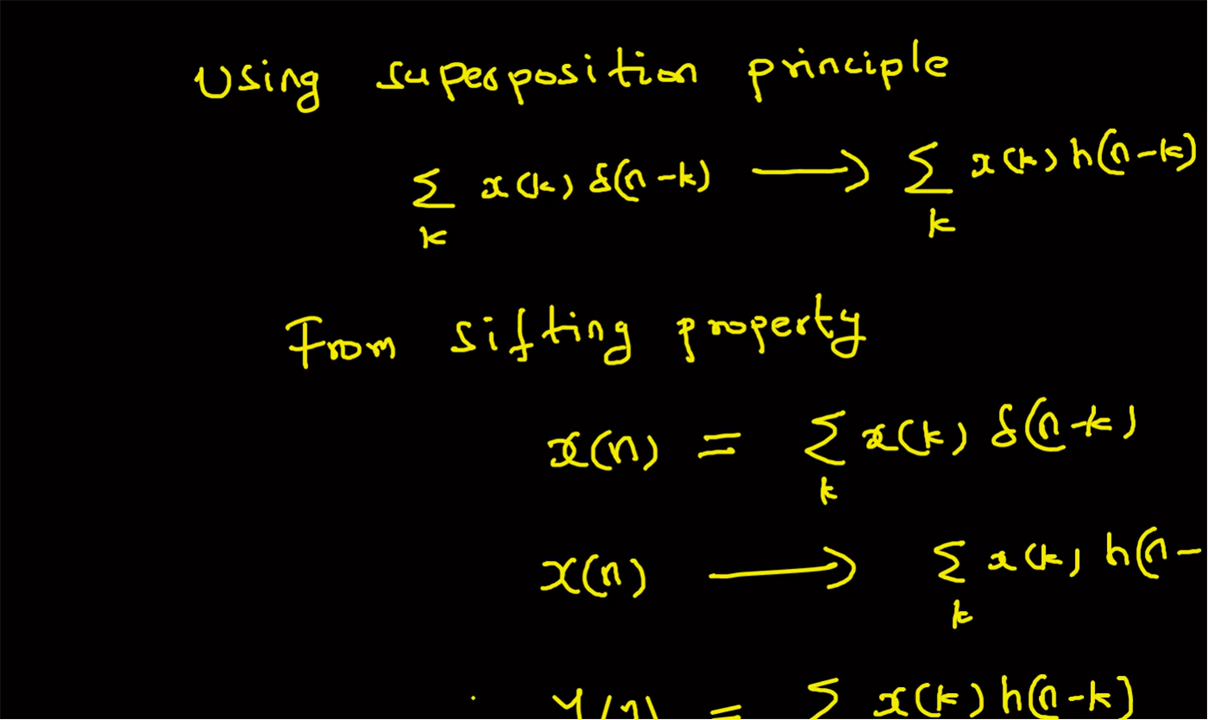 Using superposition principle
∑ x(k) δ(n-k) ⟶ ∑ x(k) h(n-k)
k k
From sifting property
x(n) = ∑ x(k) δ(n-k)
k
x(n) ⟶ ∑ x(k) h(n-
k
y(n) = ∑ x(k) h(n-k)